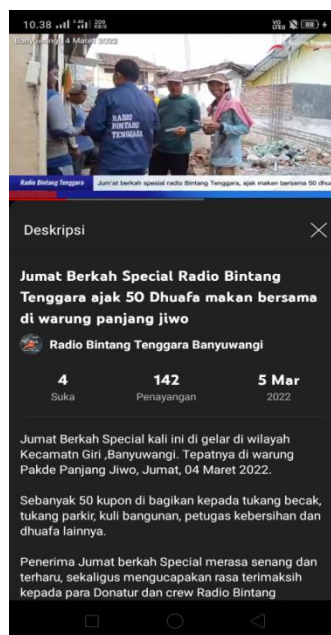 10.38
209
B/S
88
Banyuwangi 4 Maret 2022
RADIO
BINTANG
TENGGARA
Radio Bintang Tenggara
Jum'at berkah spesial radio Bintang Tenggara, ajak makan bersama 50 dhu
Deskripsi
Jumat Berkah Special Radio Bintang
Tenggara ajak 50 Dhuafa makan bersama
di warung panjang jiwo
Radio Bintang Tenggara Banyuwangi
4
142
5 Mar
Suka
Penayangan
2022
Jumat Berkah Special kali ini di gelar di wilayah
Kecamatn Giri ,Banyuwangi. Tepatnya di warung
Pakde Panjang Jiwo, Jumat, 04 Maret 2022.
Sebanyak 50 kupon di bagikan kepada tukang becak,
tukang parkir, kuli bangunan, petugas kebersihan dan
dhuafa lainnya.
Penerima Jumat berkah Special merasa senang dan
terharu, sekaligus mengucapakan rasa terimaksih
kepada para Donatur dan crew Radio Bintang